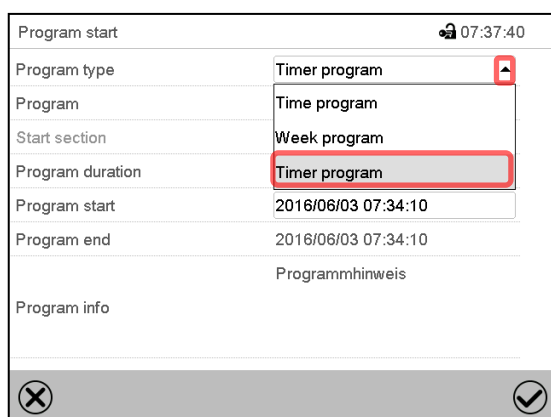 Program start 07:37:40
Program type Timer program
Program Time program
Start section Week program
Program duration Timer program
Program start 2016/06/03 07:34:10
Program end 2016/06/03 07:34:10
Programmhinweis
Program info